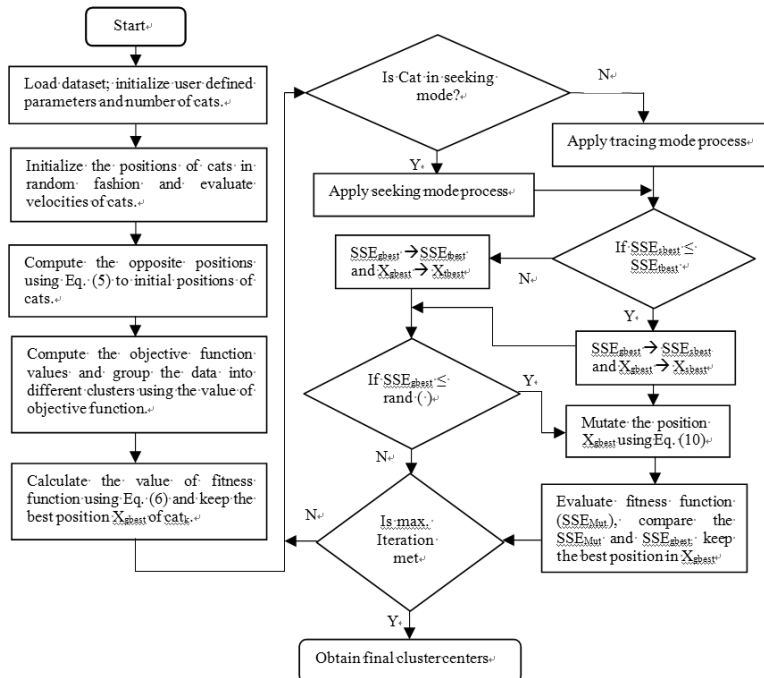 Start
Load dataset; initialize user defined
parameters and number of cats.
Initialize the positions of cats in
random fashion and evaluate
velocities of cats.
Compute the opposite positions
using Eq. (5) to initial positions of
cats.
Compute the objective function
values and group the data into
different clusters using the value of
objective function.
Calculate the value of fitness
function using Eq. (6) and keep the
best position Xgbest of catk.
Is Cat in seeking
mode?
N
Apply tracing mode process
Y
Apply seeking mode process
If SSEsbest ≤
SSEtbest
N
SSEgbest → SSEtbest
and Xgbest → Xtbest
Y
SSEgbest → SSEsbest
and Xgbest → Xsbest
If SSEgbest ≤
rand ( )
Y
Mutate the position
Xgbest using Eq. (10)
N
Evaluate fitness function
(SSEMut), compare the
SSEMut and SSEgbest; keep
the best position in Xgbest
Is max.
Iteration
met
N
Y
Obtain final cluster centers